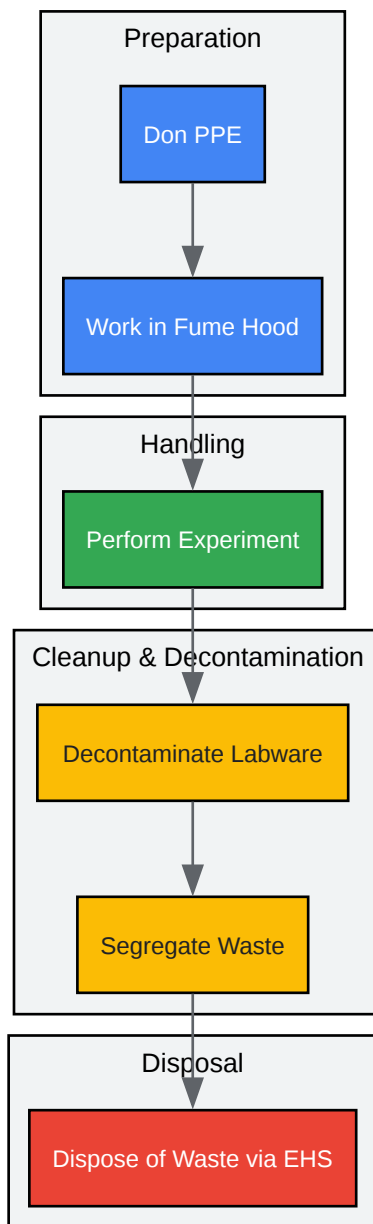 Preparation
Don PPE
Work in Fume Hood
Handling
Perform Experiment
Cleanup & Decontamination
Decontaminate Labware
Segregate Waste
Disposal
Dispose of Waste via EHS